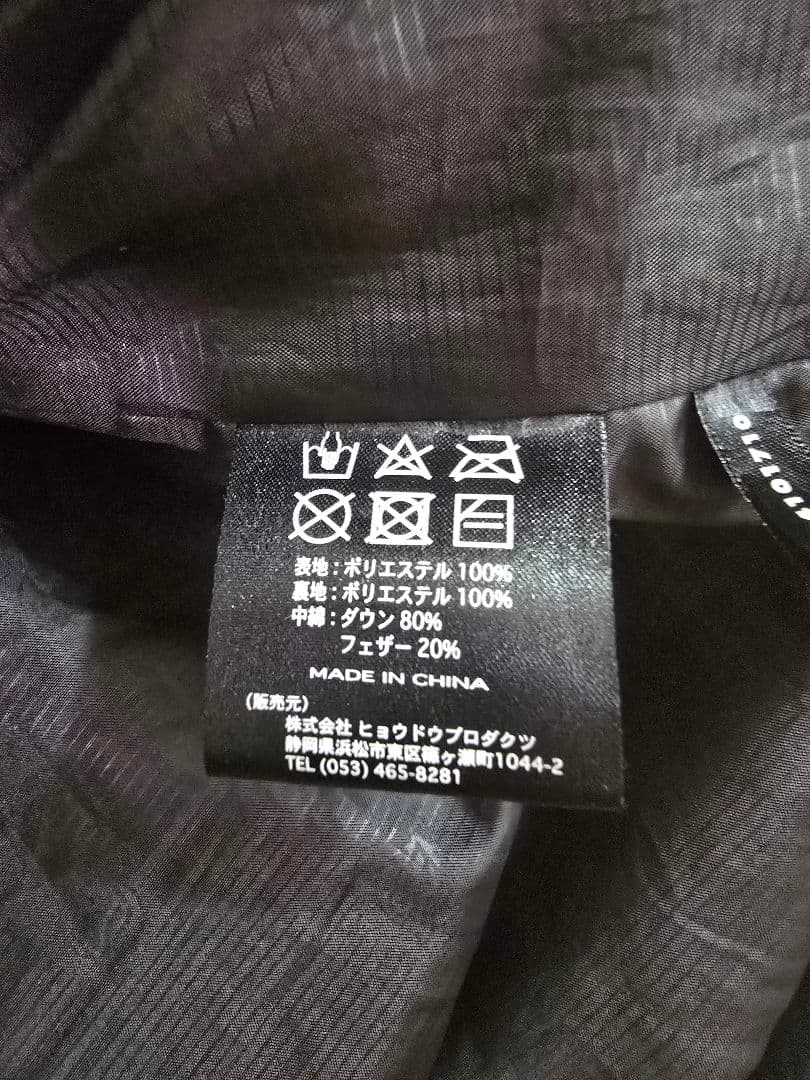 表地：ポリエステル 100%
裏地：ポリエステル 100%
中綿：ダウン 80%
フェザー 20%
MADE IN CHINA
（販売元）
株式会社 ヒョウドウプロダクツ
静岡県浜松市東区篠ヶ瀬町1044-2
TEL (053) 465-8281
101710